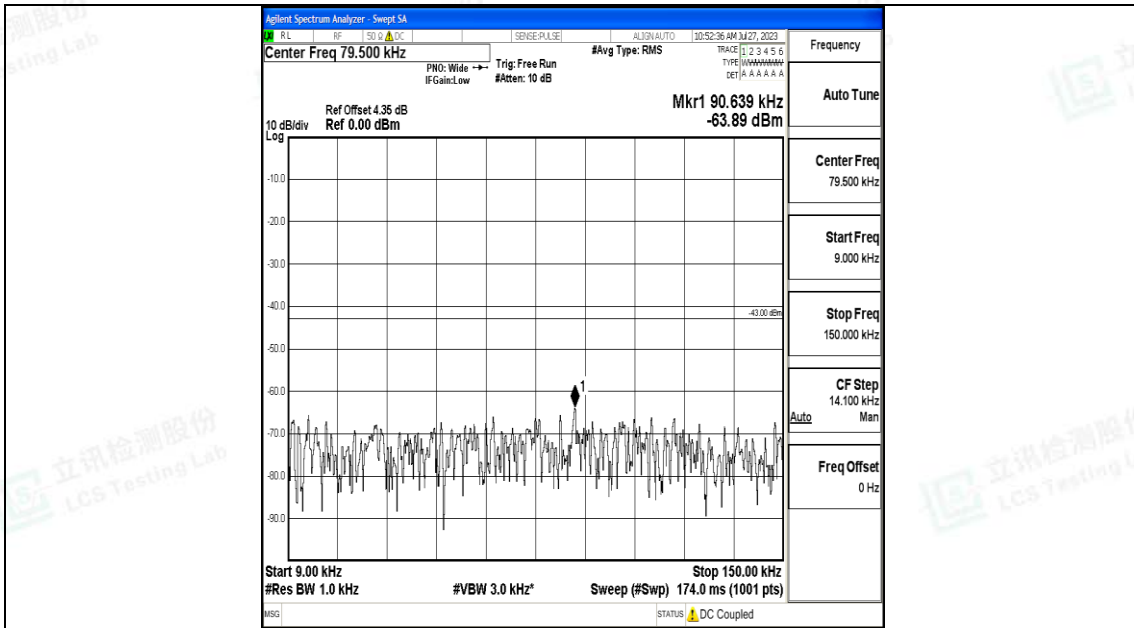 Agilent Spectrum Analyzer - Swept SA
RL RF 50 Ω DC SENSE:PULSE ALIGN AUTO 10:52:36 AM Jul 27, 2023
Center Freq 79.500 kHz
PNO: Wide
IFGain:Low
Trig: Free Run
#Atten: 10 dB
#Avg Type: RMS
TRACE 1 2 3 4 5 6
TYPE
DET A A A A A A
Mkr1 90.639 kHz
-63.89 dBm
Ref Offset 4.35 dB
10 dB/div Ref 0.00 dBm
Log
-10.0
-20.0
-30.0
-40.0
-43.00 dBm
-50.0
-60.0
1
-70.0
-80.0
-90.0
Start 9.00 kHz Stop 150.00 kHz
#Res BW 1.0 kHz #VBW 3.0 kHz* Sweep (#Swp) 174.0 ms (1001 pts)
MSG STATUS DC Coupled
Frequency
Auto Tune
Center Freq
79.500 kHz
Start Freq
9.000 kHz
Stop Freq
150.000 kHz
CF Step
14.100 kHz
Auto Man
Freq Offset
0 Hz
立讯检测股份
LCS Testing Lab